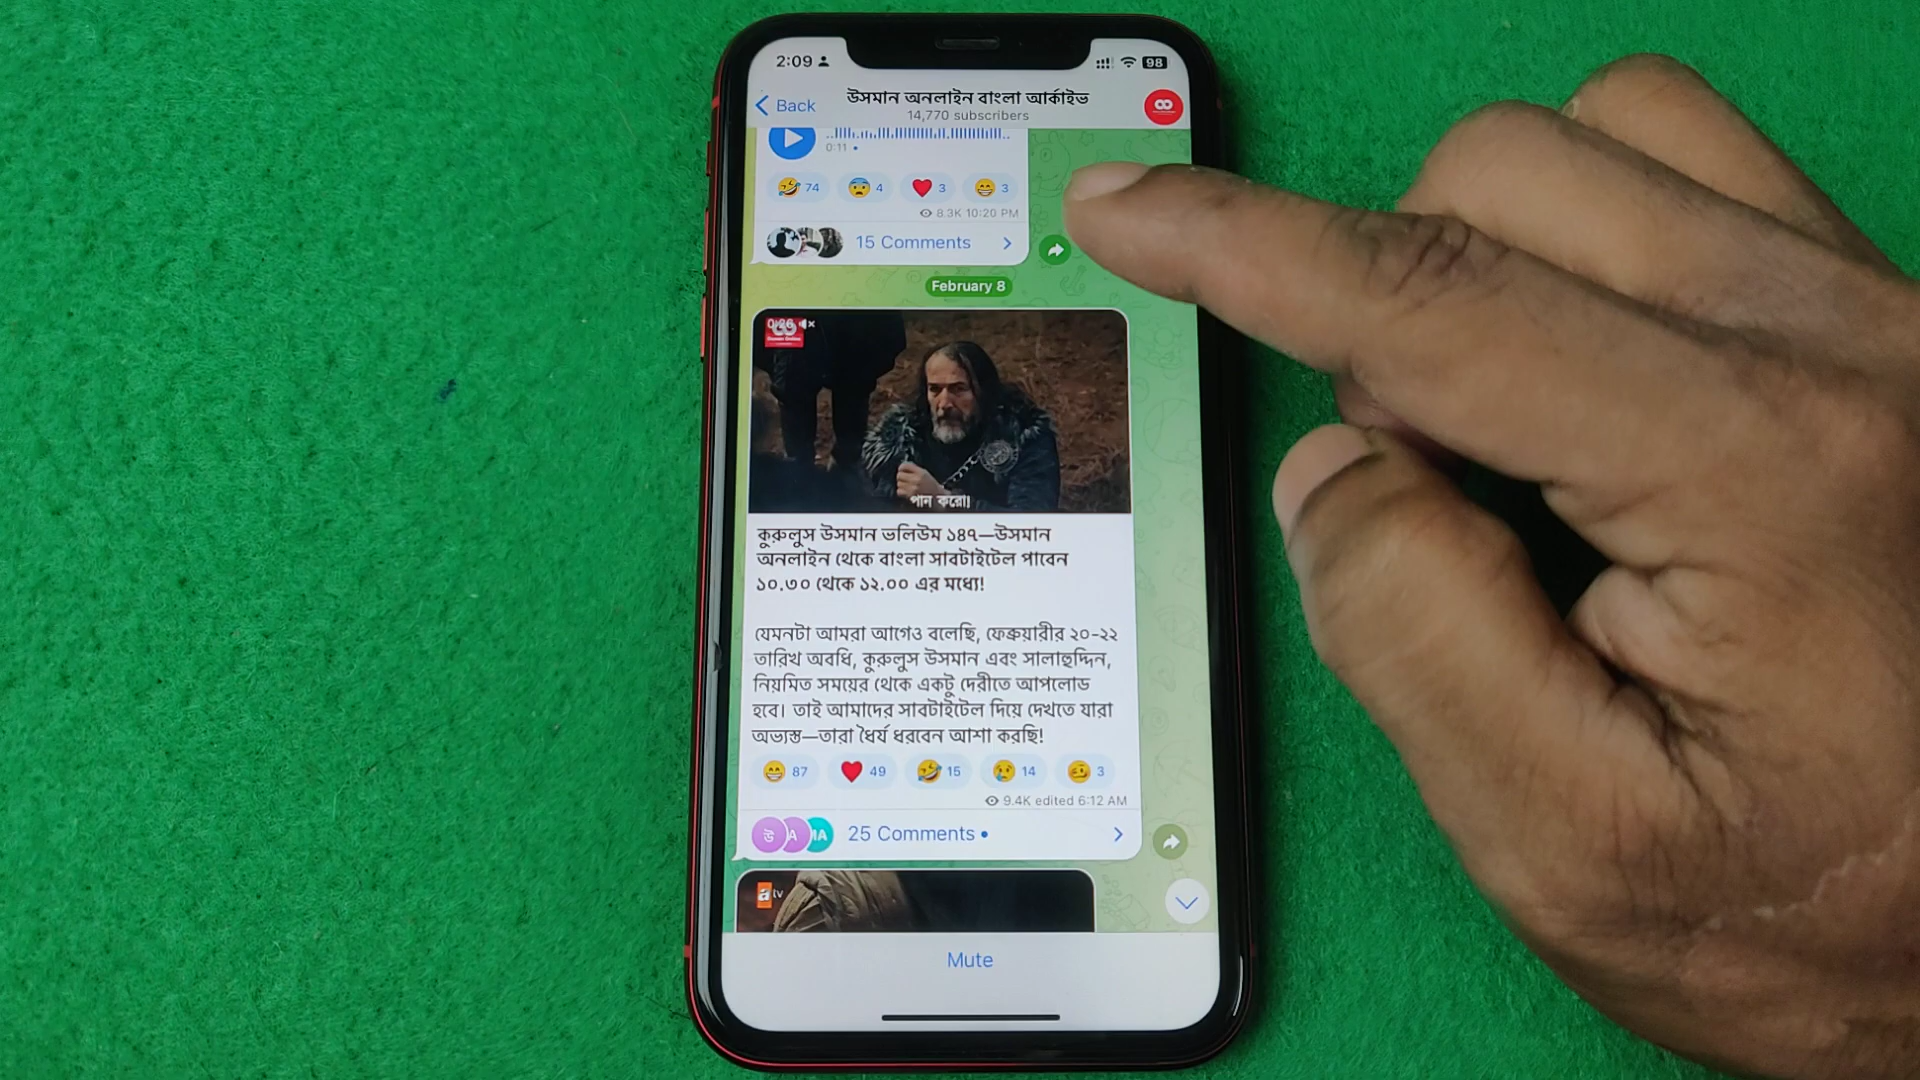 2:09
98
Back
উসমান অনলাইন বাংলা আর্কাইভ
14,770 subscribers
0:11
74
4
3
3
8.3K 10:20 PM
15 Comments
February 8
0:26
পান করো!
কুরুলুস উসমান ভলিউম ১৪৭—উসমান
অনলাইন থেকে বাংলা সাবটাইটেল পাবেন
১০.৩০ থেকে ১২.০০ এর মধ্যে!
যেমনটা আমরা আগেও বলেছি, ফেব্রুয়ারীর ২০-২২
তারিখ অবধি, কুরুলুস উসমান এবং সালাহুদ্দিন,
নিয়মিত সময়ের থেকে একটু দেরীতে আপলোড
হবে। তাই আমাদের সাবটাইটেল দিয়ে দেখতে যারা
অভ্যস্ত—তারা ধৈর্য ধরবেন আশা করছি!
87
49
15
14
3
9.4K edited 6:12 AM
উ A IA
25 Comments
a tv
Mute